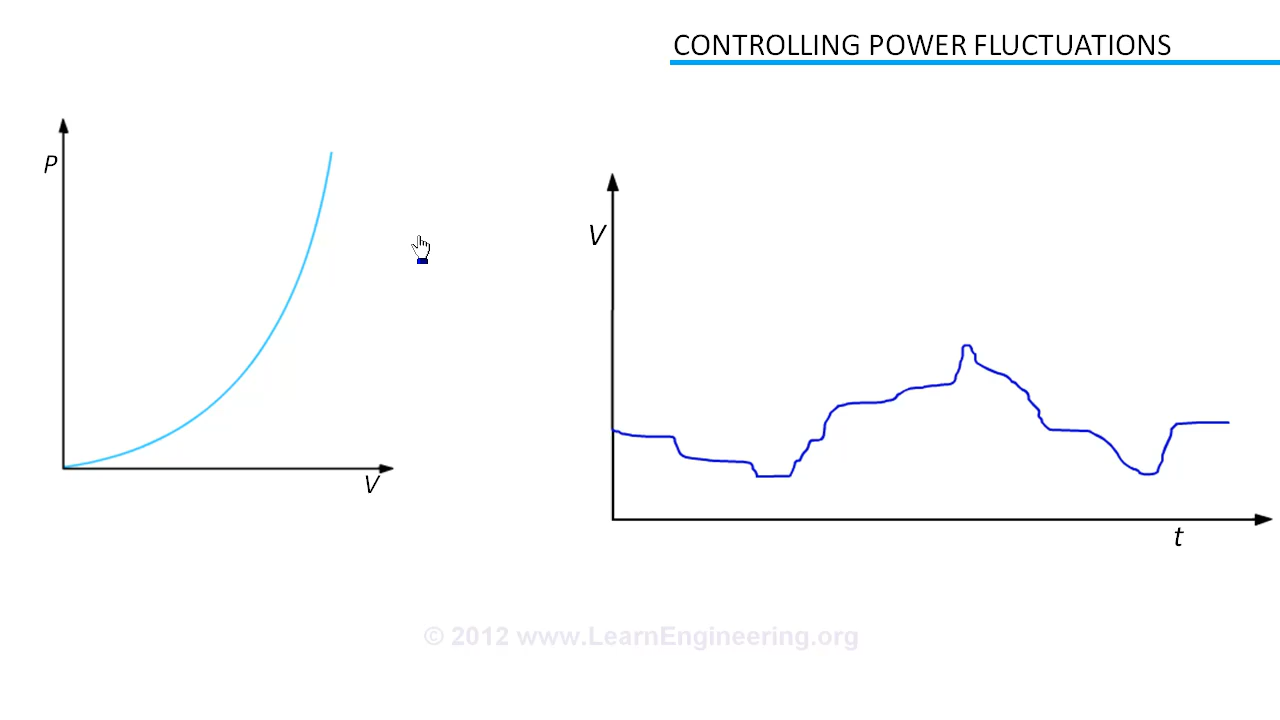 CONTROLLING POWER FLUCTUATIONS
P
V
V
t
© 2012 www.LearnEngineering.org